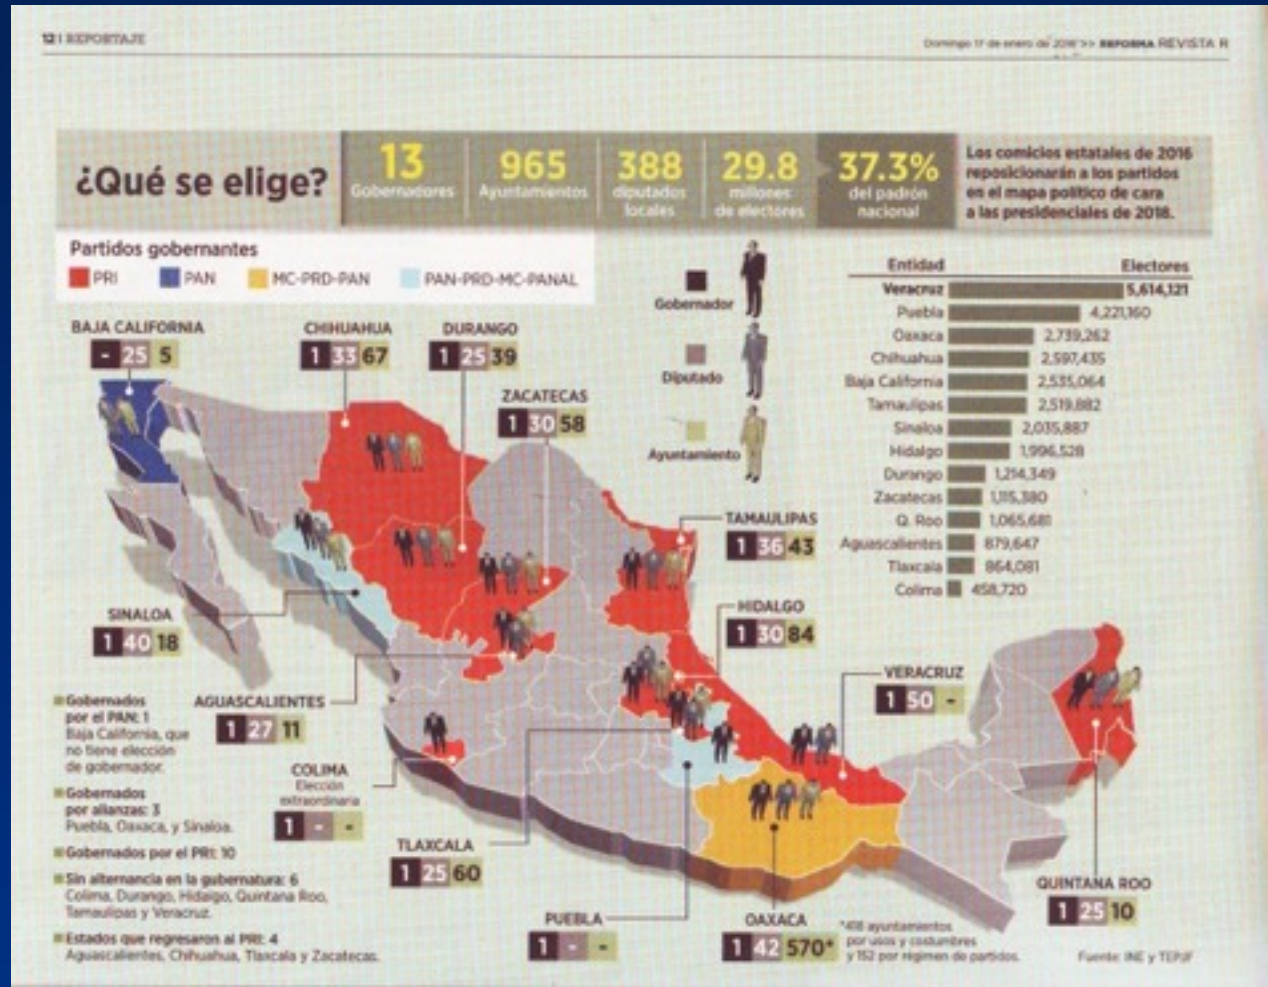 12 | REPORTAJE
Domingo 17 de enero de 2016 >> REFORMA REVISTA R
¿Qué se elige?
13
Gobernadores
965
Ayuntamientos
388
diputados
locales
29.8
millones
de electores
37.3%
del padrón
nacional
Los comicios estatales de 2016
reposicionarán a los partidos
en el mapa político de cara
a las presidenciales de 2018.
Partidos gobernantes
PRI PAN MC-PRD-PAN PAN-PRD-MC-PANAL
Gobernador
Diputado
Ayuntamiento
Entidad Electores
Veracruz 5,614,121
Puebla 4,221,160
Oaxaca 2,739,262
Chihuahua 2,597,435
Baja California 2,535,064
Tamaulipas 2,519,882
Sinaloa 2,035,887
Hidalgo 1,996,528
Durango 1,214,349
Zacatecas 1,115,380
Q. Roo 1,065,681
Aguascalientes 879,647
Tlaxcala 864,081
Colima 458,720
BAJA CALIFORNIA
- 25 5
CHIHUAHUA
1 33 67
DURANGO
1 25 39
ZACATECAS
1 30 58
TAMAULIPAS
1 36 43
SINALOA
1 40 18
HIDALGO
1 30 84
VERACRUZ
1 50 -
AGUASCALIENTES
1 27 11
COLIMA
Elección
extraordinaria
1 - -
TLAXCALA
1 25 60
PUEBLA
1 - -
OAXACA
1 42 570*
*418 ayuntamientos
por usos y costumbres
y 152 por régimen de partidos.
QUINTANA ROO
1 25 10
Gobernados
por el PAN: 1
Baja California, que
no tiene elección
de gobernador.
Gobernados
por alianzas: 3
Puebla, Oaxaca, y Sinaloa.
Gobernados por el PRI: 10
Sin alternancia en la gubernatura: 6
Colima, Durango, Hidalgo, Quintana Roo,
Tamaulipas y Veracruz.
Estados que regresaron al PRI: 4
Aguascalientes, Chihuahua, Tlaxcala y Zacatecas.
Fuente: INE y TEPJF